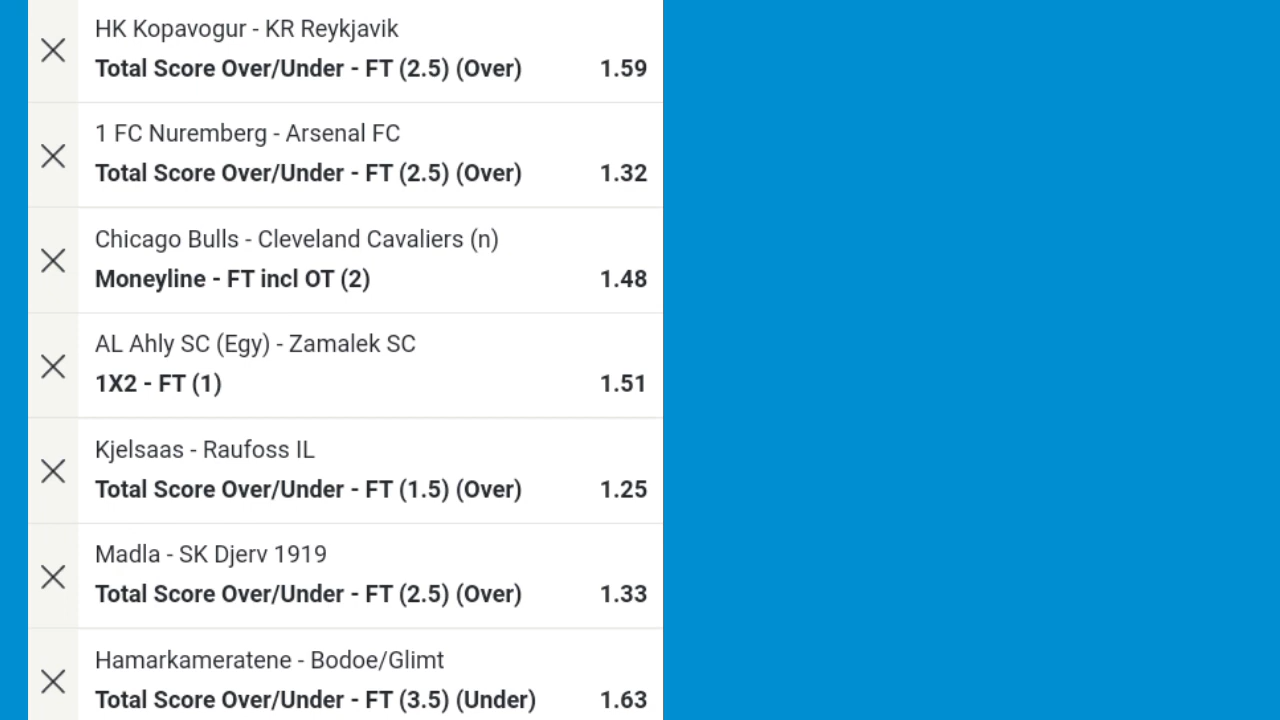 HK Kopavogur - KR Reykjavik
Total Score Over/Under - FT (2.5) (Over) 1.59
1 FC Nuremberg - Arsenal FC
Total Score Over/Under - FT (2.5) (Over) 1.32
Chicago Bulls - Cleveland Cavaliers (n)
Moneyline - FT incl OT (2) 1.48
AL Ahly SC (Egy) - Zamalek SC
1X2 - FT (1) 1.51
Kjelsaas - Raufoss IL
Total Score Over/Under - FT (1.5) (Over) 1.25
Madla - SK Djerv 1919
Total Score Over/Under - FT (2.5) (Over) 1.33
Hamarkameratene - Bodoe/Glimt
Total Score Over/Under - FT (3.5) (Under) 1.63